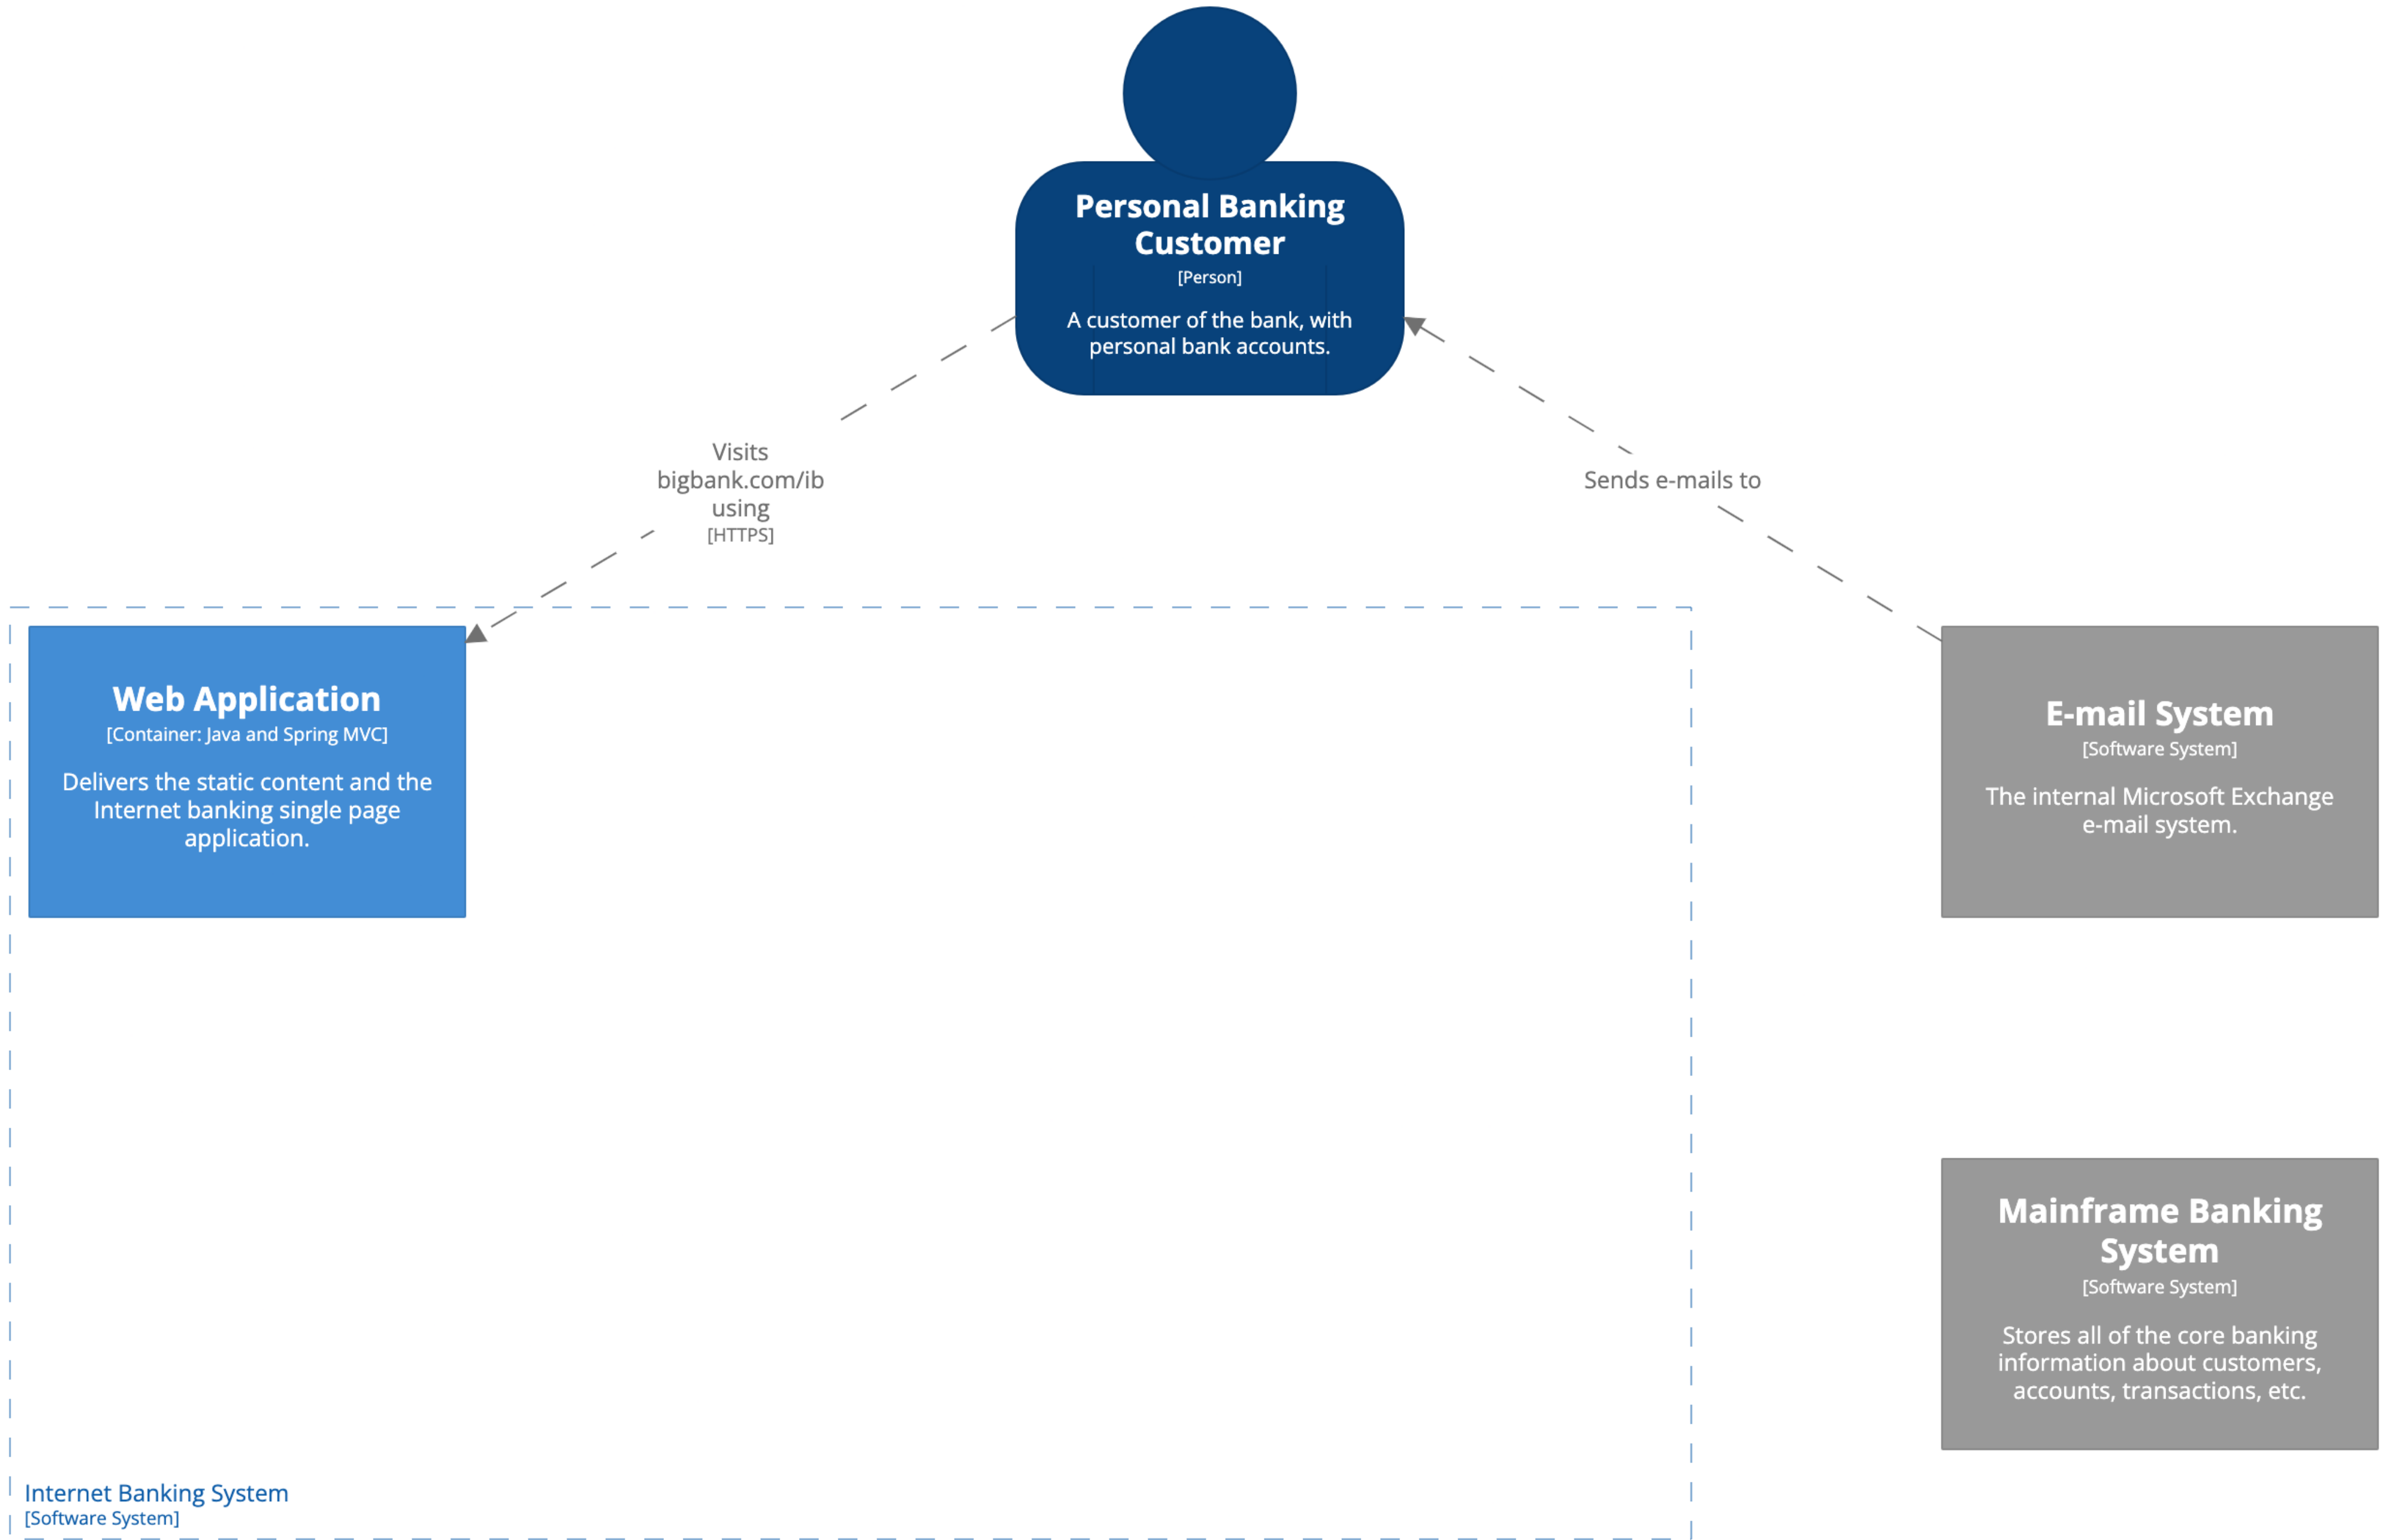 Personal Banking
Customer
[Person]
A customer of the bank, with
personal bank accounts.
Visits
bigbank.com/ib
using
[HTTPS]
Sends e-mails to
Web Application
[Container: Java and Spring MVC]
Delivers the static content and the
Internet banking single page
application.
E-mail System
[Software System]
The internal Microsoft Exchange
e-mail system.
Mainframe Banking
System
[Software System]
Stores all of the core banking
information about customers,
accounts, transactions, etc.
Internet Banking System
[Software System]